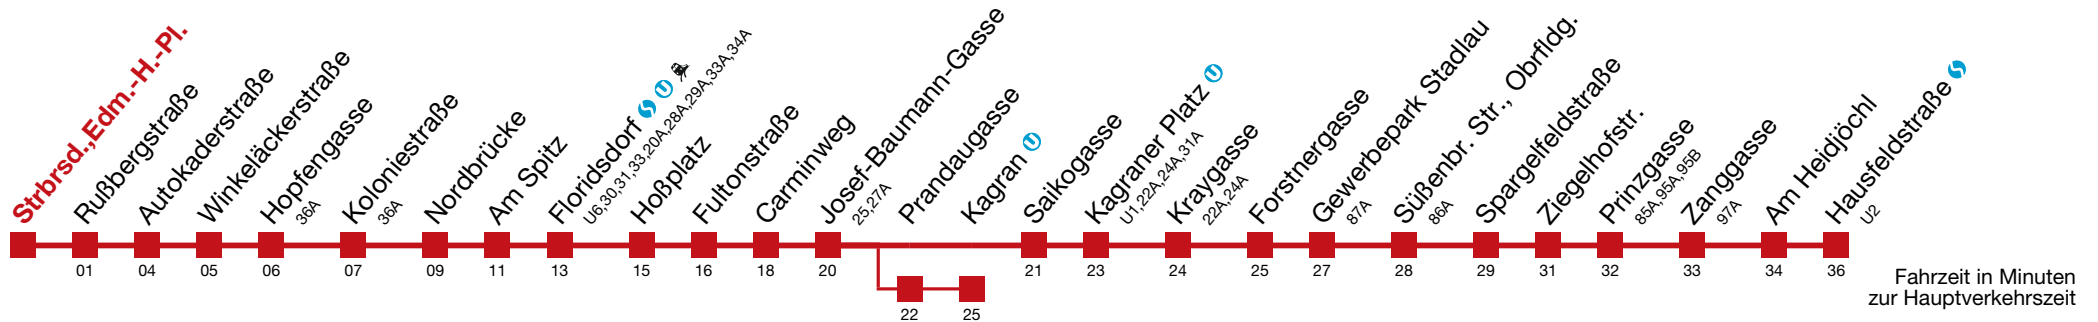 Strbrsd.,Edm.-H.-Pl.
Rußbergstraße
Autokaderstraße
Winkeläckerstraße
Hopfengasse
36A
Koloniestraße
36A
Nordbrücke
Am Spitz
Floridsdorf
U6,30,31,33,20A,28A,29A,33A,34A
Hoßplatz
Fultonstraße
Carminweg
Josef-Baumann-Gasse
25,27A
Prandaugasse
Kagran
Saikogasse
Kagraner Platz
U1,22A,24A,31A
Kraygasse
22A,24A
Forstnergasse
Gewerbepark Stadlau
87A
Süßenbr. Str., Obrfldg.
86A
Spargelfeldstraße
Ziegelhofstr.
Prinzgasse
85A,95A,95B
Zanggasse
97A
Am Heidjöchl
Hausfeldstraße
U2
01 04 05 06 07 09 11 13 15 16 18 20 21 23 24 25 27 28 29 31 32 33 34 36
22 25
Fahrzeit in Minuten
zur Hauptverkehrszeit